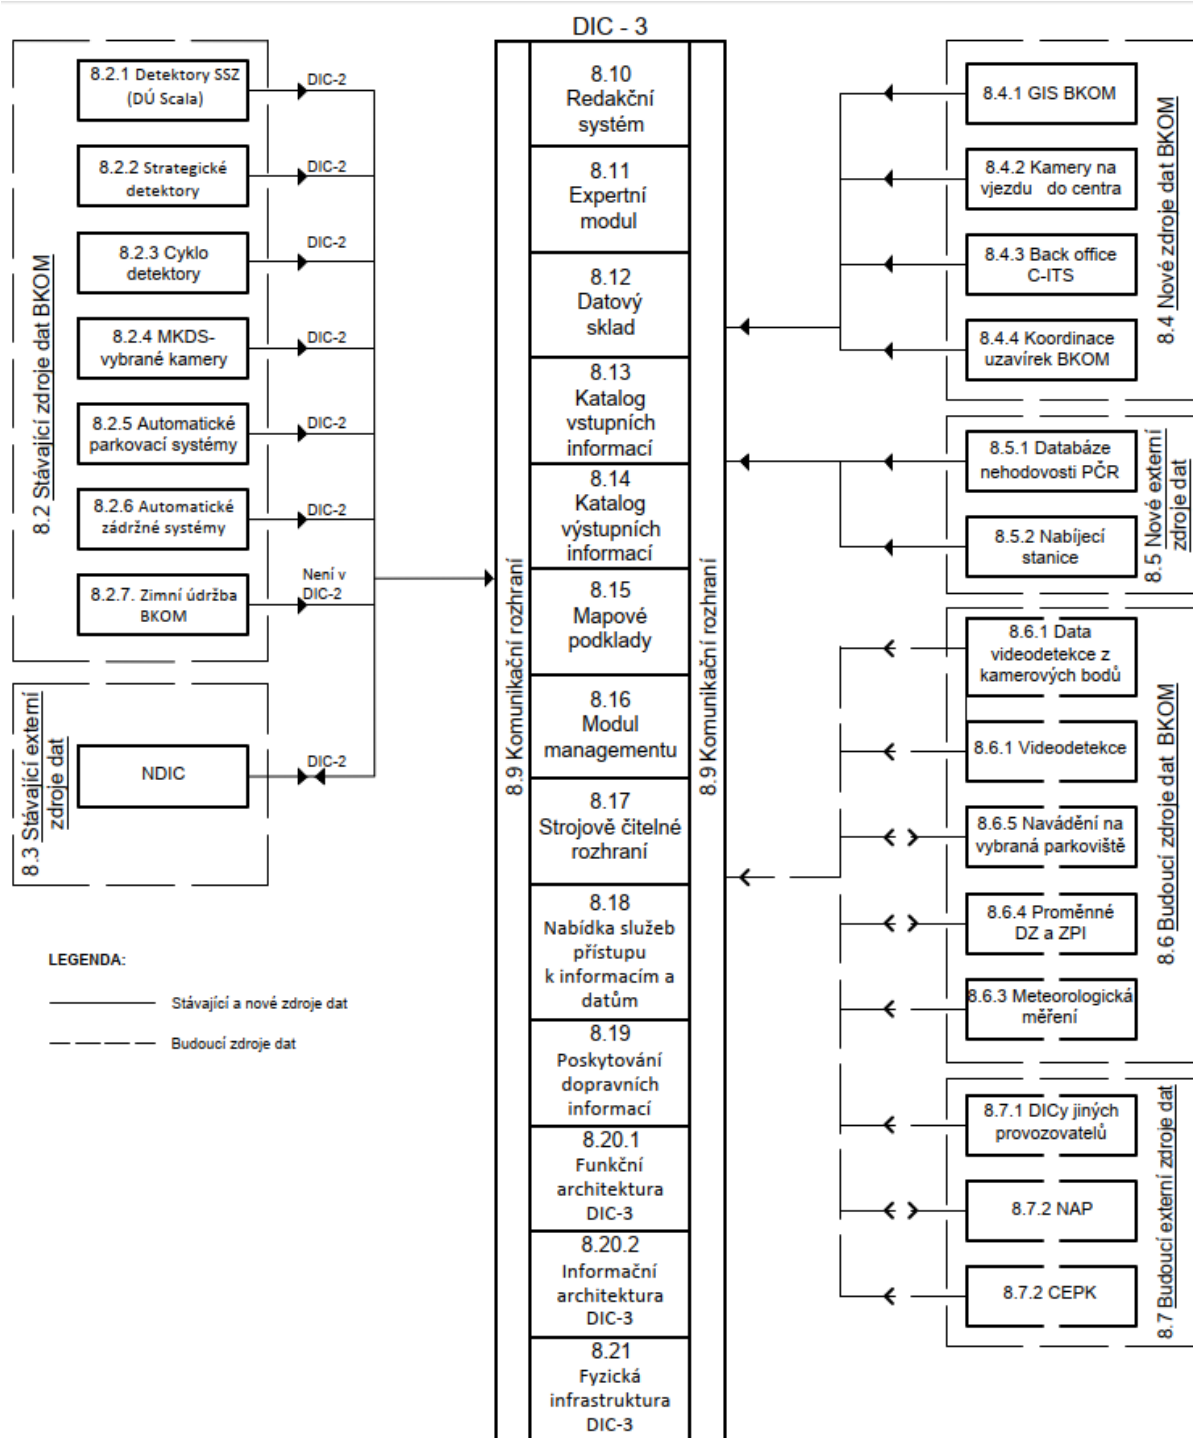 DIC - 3
8.2.1 Detektory SSZ
(DÚ Scala)
DIC-2
8.2.2 Strategické
detektory
DIC-2
8.2.3 Cyklo
detektory
DIC-2
8.2.4 MKDS-
vybrané kamery
DIC-2
8.2.5 Automatické
parkovací systémy
DIC-2
8.2.6 Automatické
zádržné systémy
DIC-2
8.2.7. Zimní údržba
BKOM
Není v
DIC-2
8.2 Stávající zdroje dat BKOM
NDIC
DIC-2
8.3 Stávající externí
zdroje dat
LEGENDA:
Stávající a nové zdroje dat
Budoucí zdroje dat
8.9 Komunikační rozhraní
8.10
Redakční
systém
8.11
Expertní
modul
8.12
Datový
sklad
8.13
Katalog
vstupních
informací
8.14
Katalog
výstupních
informací
8.15
Mapové
podklady
8.16
Modul
managementu
8.17
Strojově čitelné
rozhraní
8.18
Nabídka služeb
přístupu
k informacím a
datům
8.19
Poskytování
dopravních
informací
8.20.1
Funkční
architektura
DIC-3
8.20.2
Informační
architektura
DIC-3
8.21
Fyzická
infrastruktura
DIC-3
8.9 Komunikační rozhraní
8.4.1 GIS BKOM
8.4.2 Kamery na
vjezdu do centra
8.4.3 Back office
C-ITS
8.4.4 Koordinace
uzavírek BKOM
8.4 Nové zdroje dat BKOM
8.5.1 Databáze
nehodovosti PČR
8.5.2 Nabíjecí
stanice
8.5 Nové externí
zdroje dat
8.6.1 Data
videodetekce z
kamerových bodů
8.6.1 Videodetekce
8.6.5 Navádění na
vybraná parkoviště
8.6.4 Proměnné
DZ a ZPI
8.6.3 Meteorologická
měření
8.6 Budoucí zdroje dat BKOM
8.7.1 DICy jiných
provozovatelů
8.7.2 NAP
8.7.2 CEPK
8.7 Budoucí externí zdroje dat